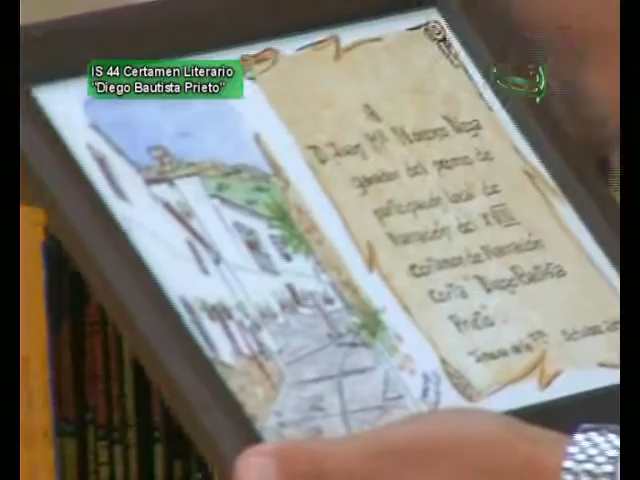 IS 44 Certamen Literario
"Diego Bautista Prieto"
A
D. Juan Mª Vega
ganador del premio de
participación local de
Narración del XVIII
Certamen de Narración
corta "Diego Bautista
Prieto".